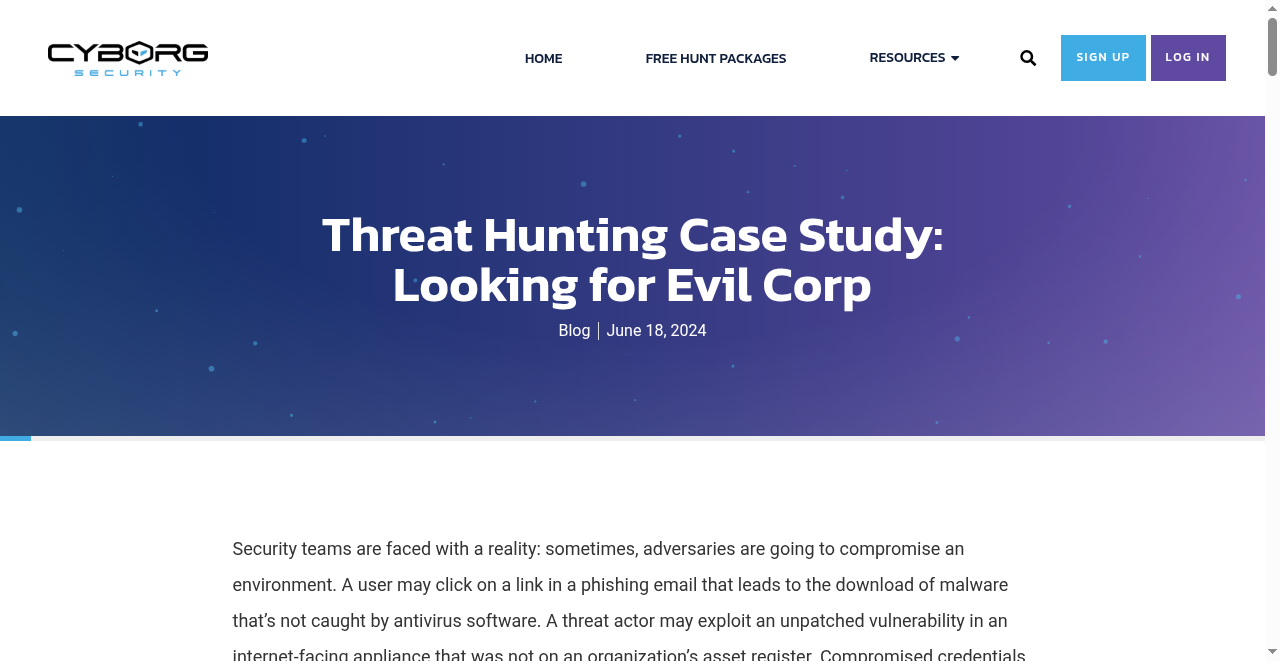 CYBORG
SECURITY
HOME
FREE HUNT PACKAGES
RESOURCES
SIGN UP
LOG IN
Threat Hunting Case Study:
Looking for Evil Corp
Blog
June 18, 2024
Security teams are faced with a reality: sometimes, adversaries are going to compromise an
environment. A user may click on a link in a phishing email that leads to the download of malware
that’s not caught by antivirus software. A threat actor may exploit an unpatched vulnerability in an
internet-facing appliance that was not on an organization’s asset register. Compromised credentials